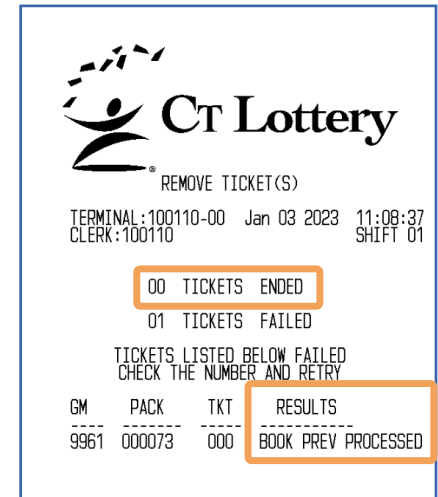 CT Lottery
®
REMOVE TICKET(S)
TERMINAL:100110-00 Jan 03 2023 11:08:37
CLERK:100110 SHIFT 01
00 TICKETS ENDED
01 TICKETS FAILED
TICKETS LISTED BELOW FAILED
CHECK THE NUMBER AND RETRY
GM PACK TKT RESULTS
---- ------- ---- -----------
9961 000073 000 BOOK PREV PROCESSED